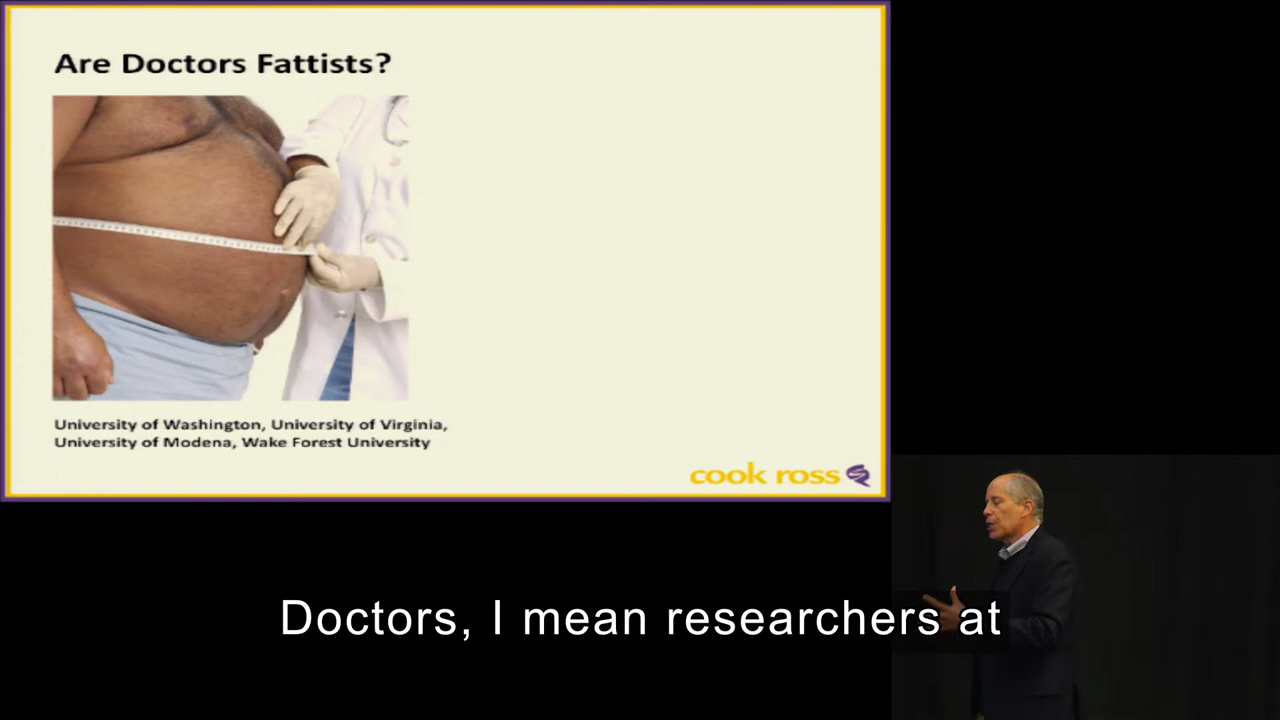 Are Doctors Fattists?
University of Washington, University of Virginia,
University of Modena, Wake Forest University
cook ross
Doctors, I mean researchers at